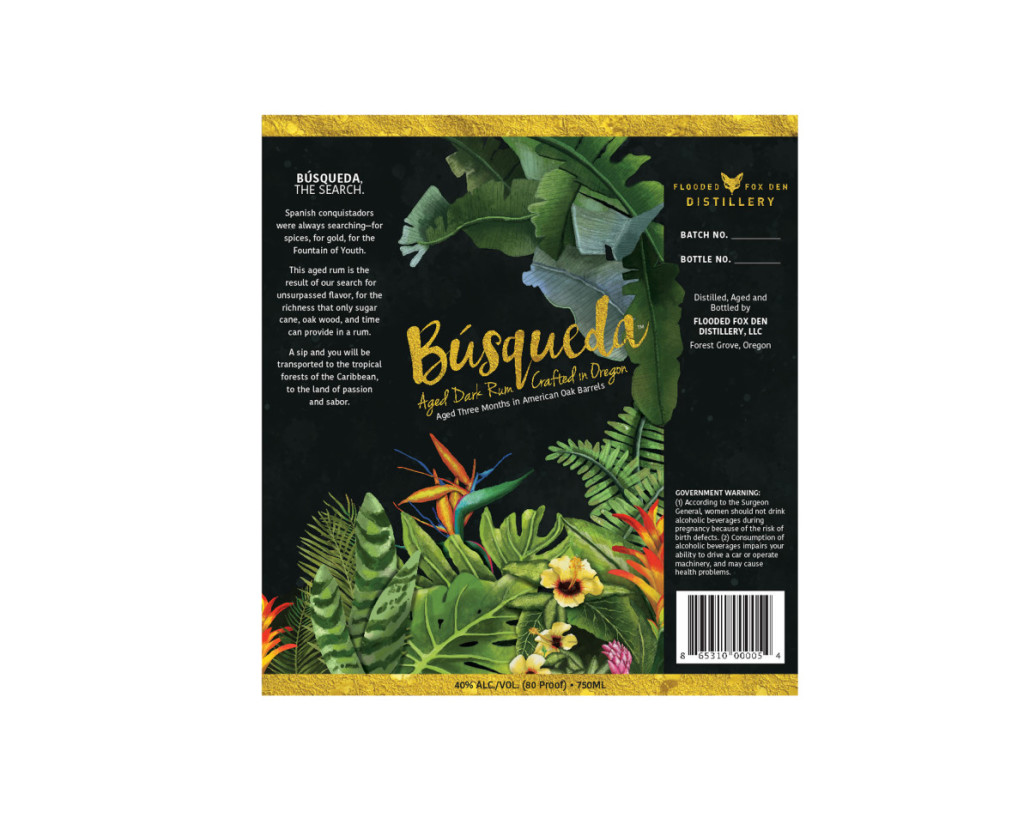 BÚSQUEDA,
THE SEARCH.
Spanish conquistadors
were always searching—for
spices, for gold, for the
Fountain of Youth.
This aged rum is the
result of our search for
unsurpassed flavor, for the
richness that only sugar
cane, oak wood, and time
can provide in a rum.
A sip and you will be
transported to the tropical
forests of the Caribbean,
to the land of passion
and sabor.
Búsqueda™
Aged Dark Rum Crafted in Oregon
Aged Three Months in American Oak Barrels
40% ALC./VOL. (80 Proof) • 750ML
FLOODED FOX DEN
DISTILLERY
BATCH NO. ________
BOTTLE NO. ________
Distilled, Aged and
Bottled by
FLOODED FOX DEN
DISTILLERY, LLC
Forest Grove, Oregon
GOVERNMENT WARNING:
(1) According to the Surgeon
General, women should not drink
alcoholic beverages during
pregnancy because of the risk of
birth defects. (2) Consumption of
alcoholic beverages impairs your
ability to drive a car or operate
machinery, and may cause
health problems.
8 65310 00005 4